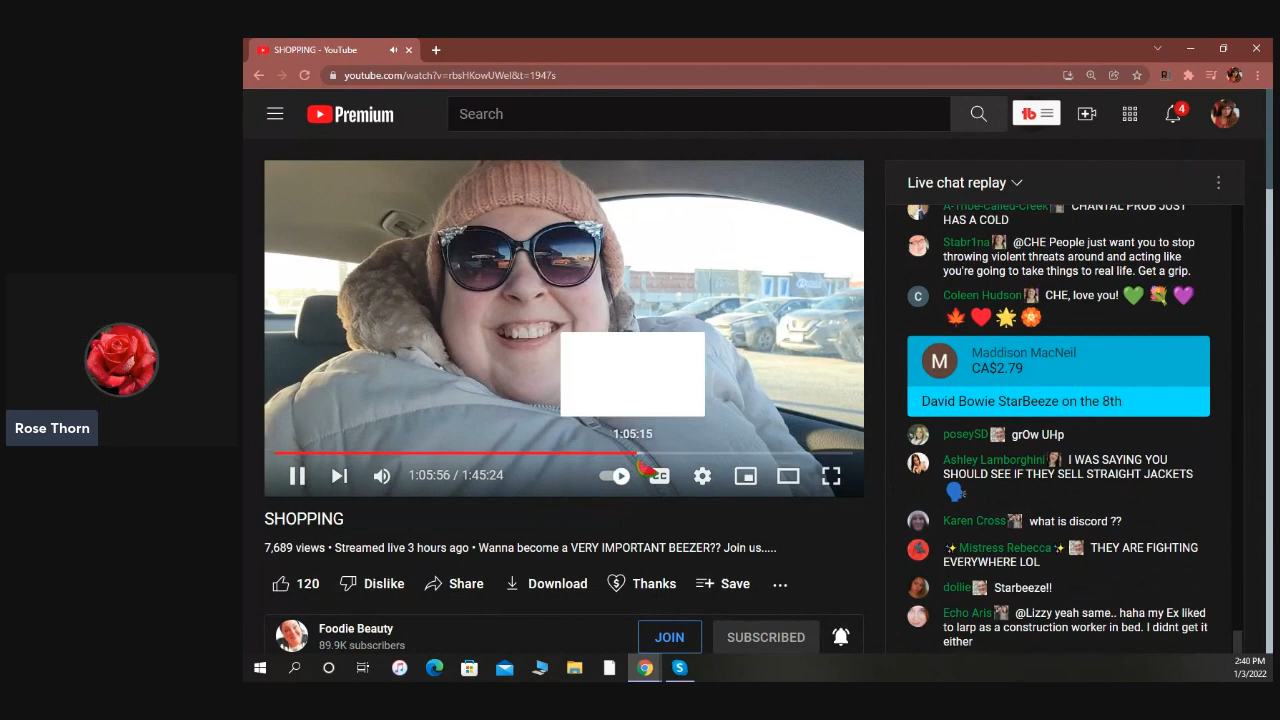 SHOPPING - YouTube
youtube.com/watch?v=rbsHKowUWeI&t=1947s
Premium
Search
tb
4
Live chat replay
A-Tribe-Called-Creek CHANTAL PROB JUST
HAS A COLD
Stabr1na @CHE People just want you to stop
throwing violent threats around and acting like
you're going to take things to real life. Get a grip.
C
Coleen Hudson CHE, love you! 💚 💐 💜
🍁 ❤️ 🌟 🏵️
M
Maddison MacNeil
CA$2.79
David Bowie StarBeeze on the 8th
poseySD grOw UHp
Ashley Lamborghini I WAS SAYING YOU
SHOULD SEE IF THEY SELL STRAIGHT JACKETS
🗣️
Karen Cross what is discord ??
✨Mistress Rebecca✨ THEY ARE FIGHTING
EVERYWHERE LOL
dollie Starbeeze!!
Echo Aris @Lizzy yeah same.. haha my Ex liked
to larp as a construction worker in bed. I didnt get it
either
Rose Thorn
1:05:15
1:05:56 / 1:45:24
CC
SHOPPING
7,689 views • Streamed live 3 hours ago • Wanna become a VERY IMPORTANT BEEZER?? Join us.....
120 Dislike Share Download Thanks Save ...
Foodie Beauty
89.9K subscribers
JOIN
SUBSCRIBED
2:40 PM
1/3/2022